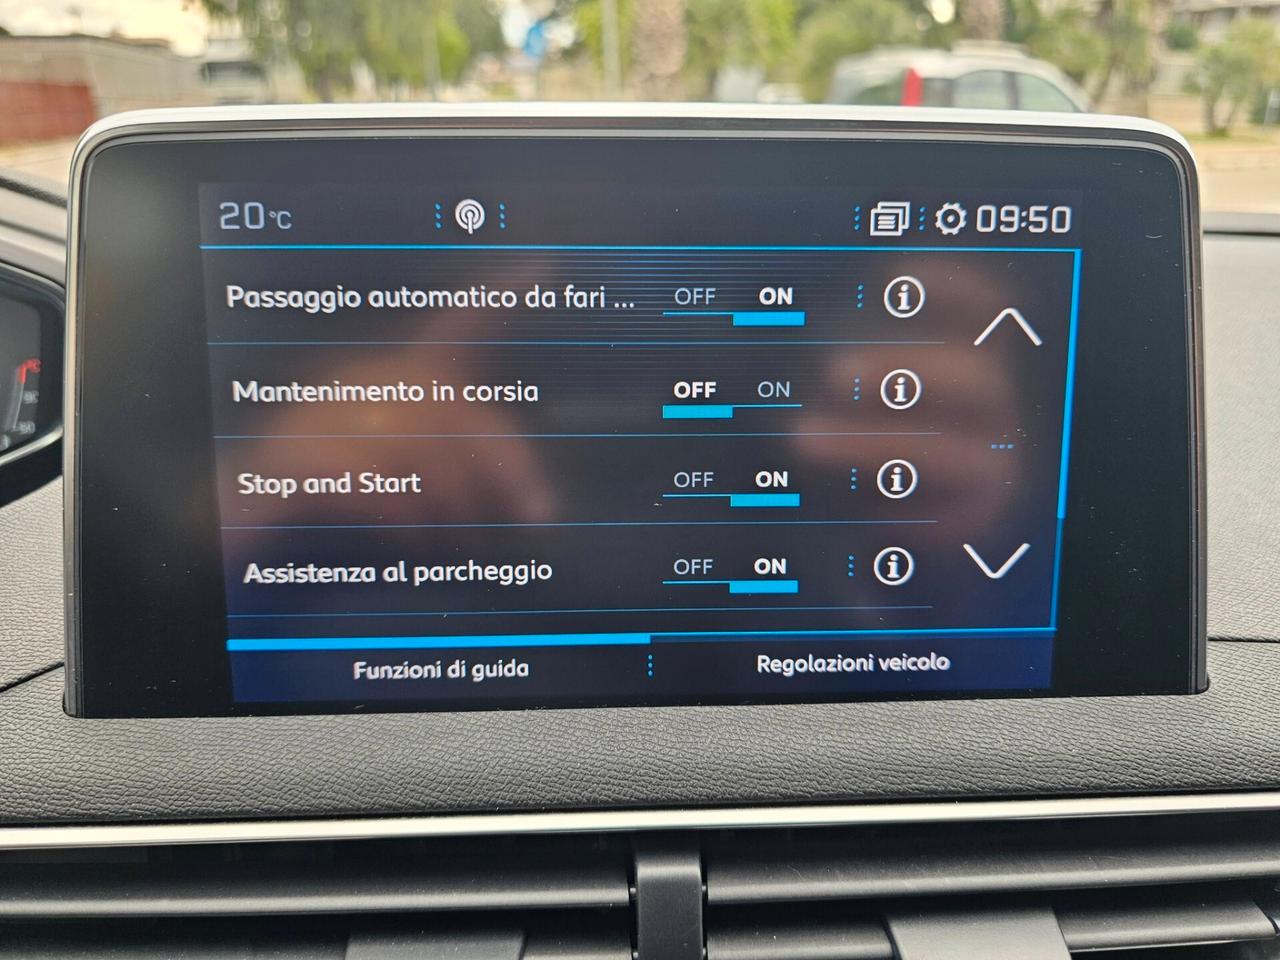 20°C 09:50
Passaggio automatico da fari ... OFF ON
Mantenimento in corsia OFF ON
Stop and Start OFF ON
Assistenza al parcheggio OFF ON
Funzioni di guida Regolazioni veicolo